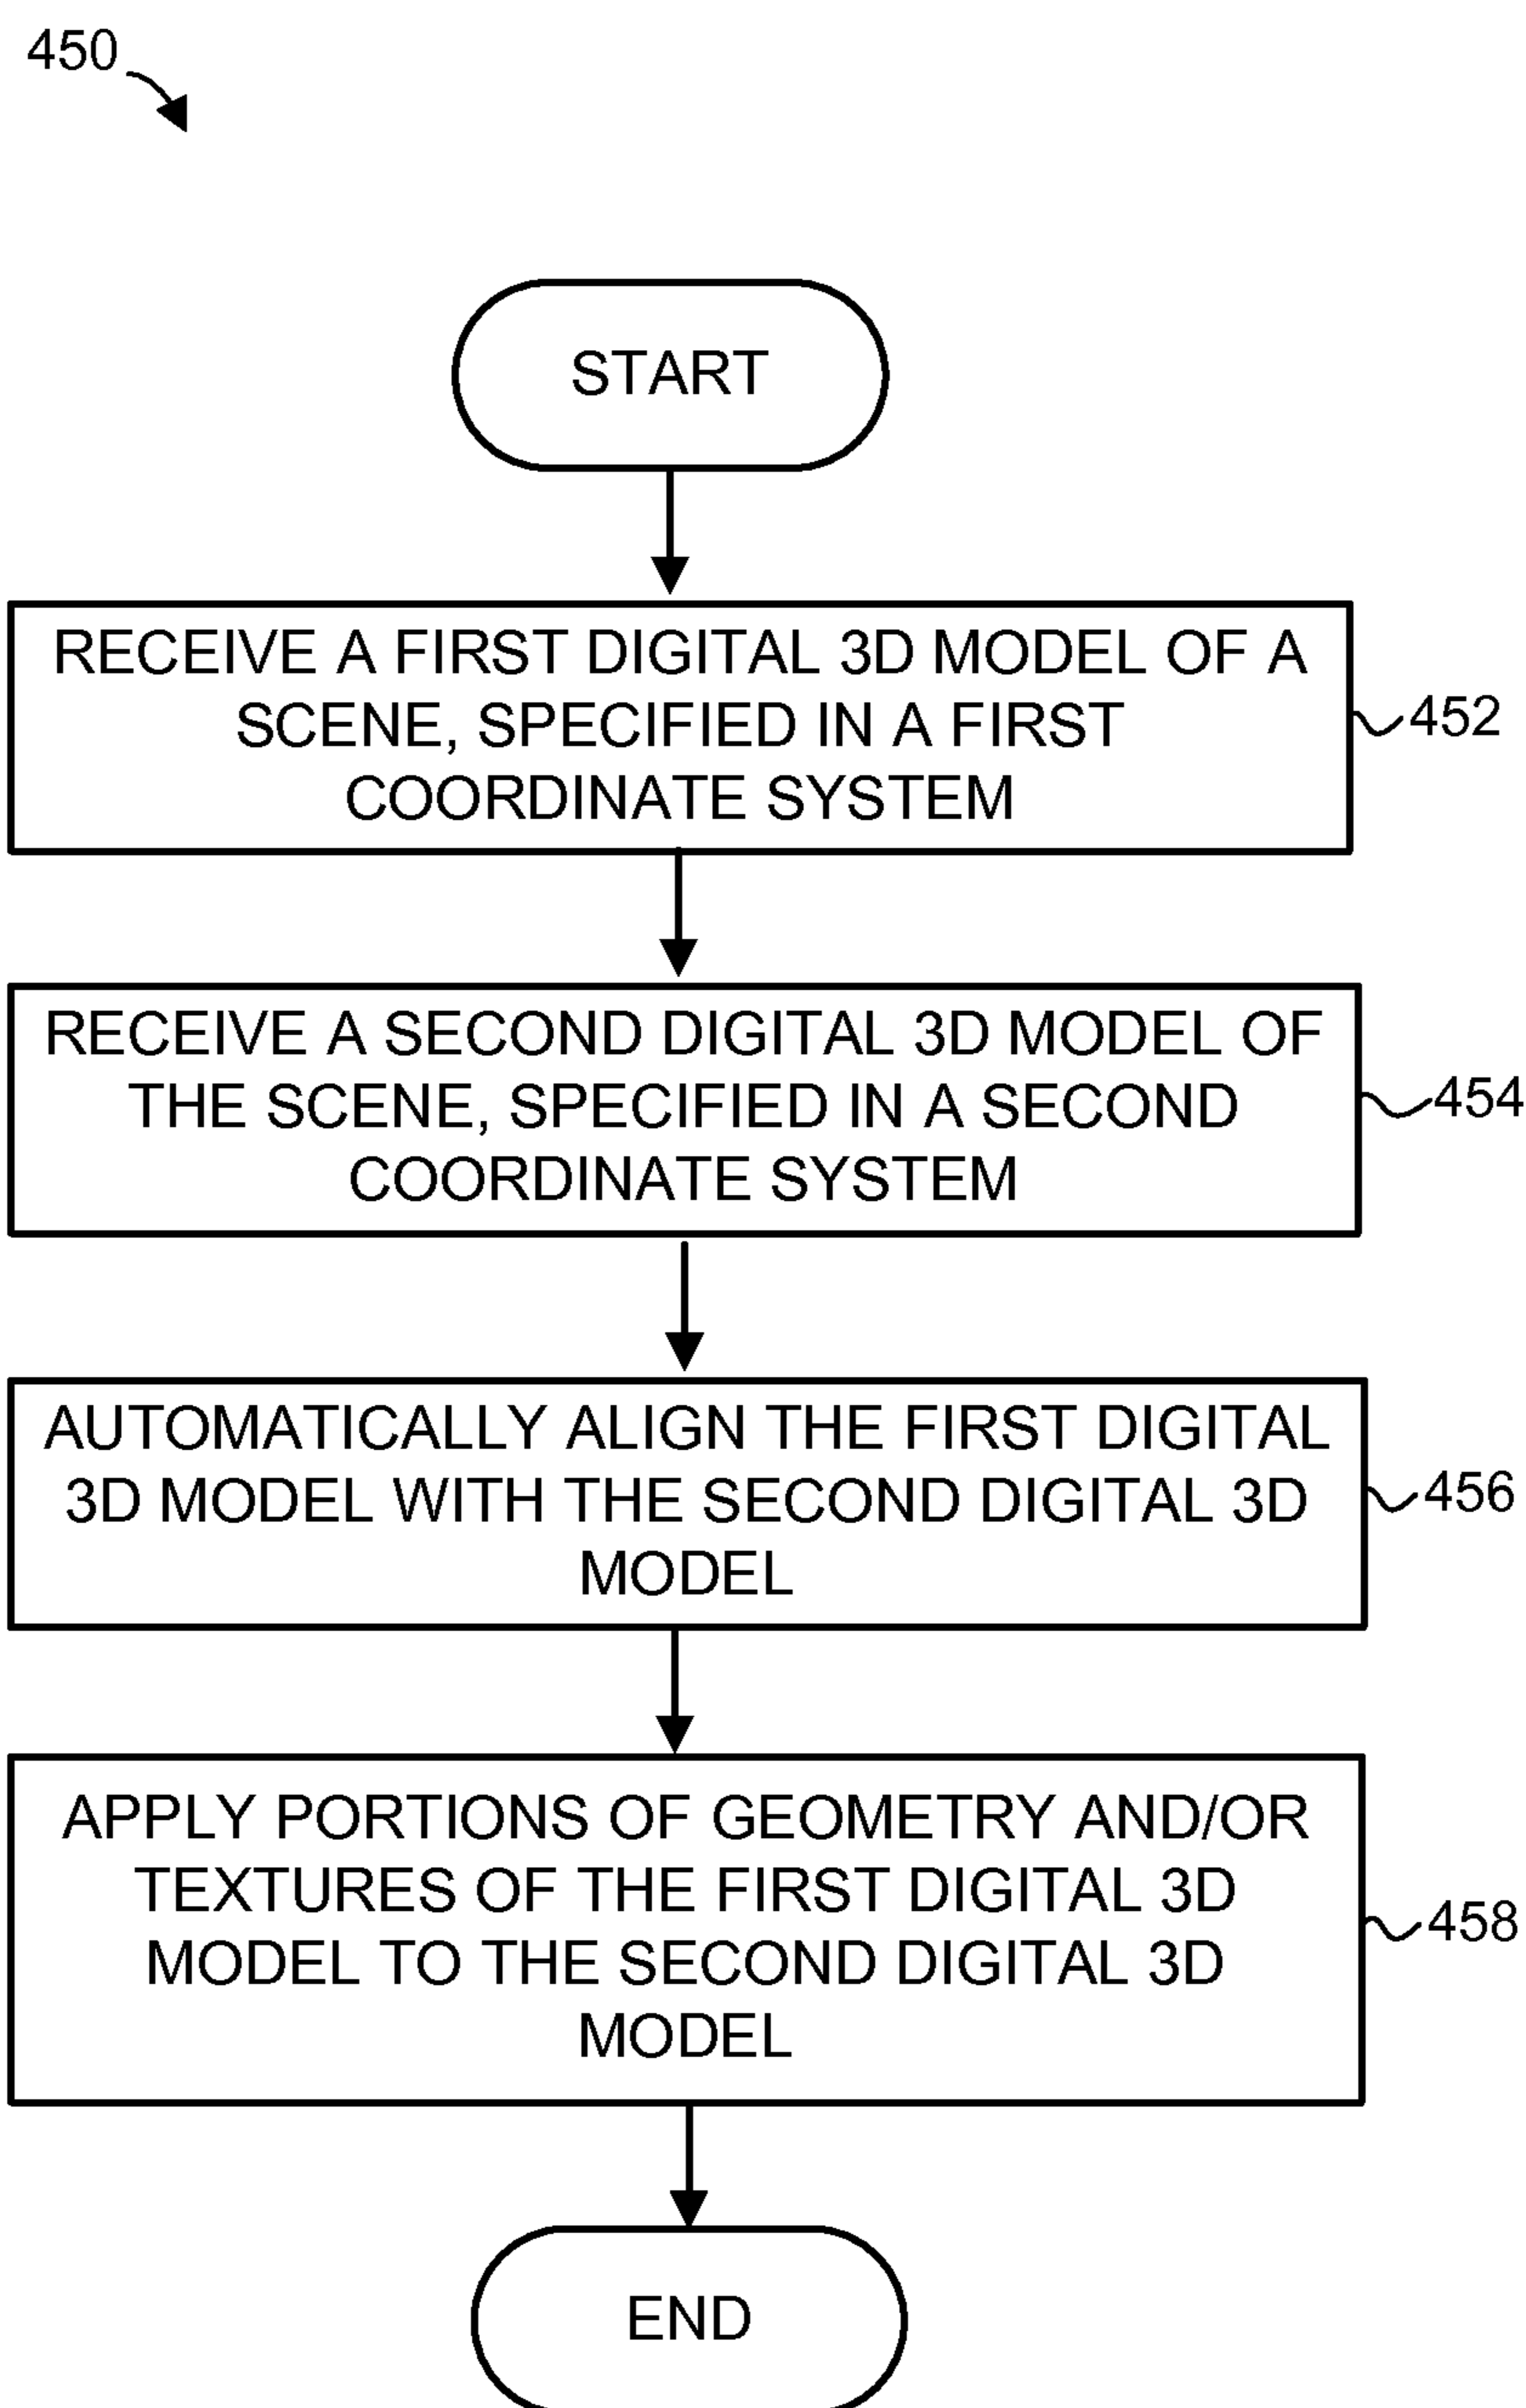 450
START
RECEIVE A FIRST DIGITAL 3D MODEL OF A
SCENE, SPECIFIED IN A FIRST
COORDINATE SYSTEM
452
RECEIVE A SECOND DIGITAL 3D MODEL OF
THE SCENE, SPECIFIED IN A SECOND
COORDINATE SYSTEM
454
AUTOMATICALLY ALIGN THE FIRST DIGITAL
3D MODEL WITH THE SECOND DIGITAL 3D
MODEL
456
APPLY PORTIONS OF GEOMETRY AND/OR
TEXTURES OF THE FIRST DIGITAL 3D
MODEL TO THE SECOND DIGITAL 3D
MODEL
458
END